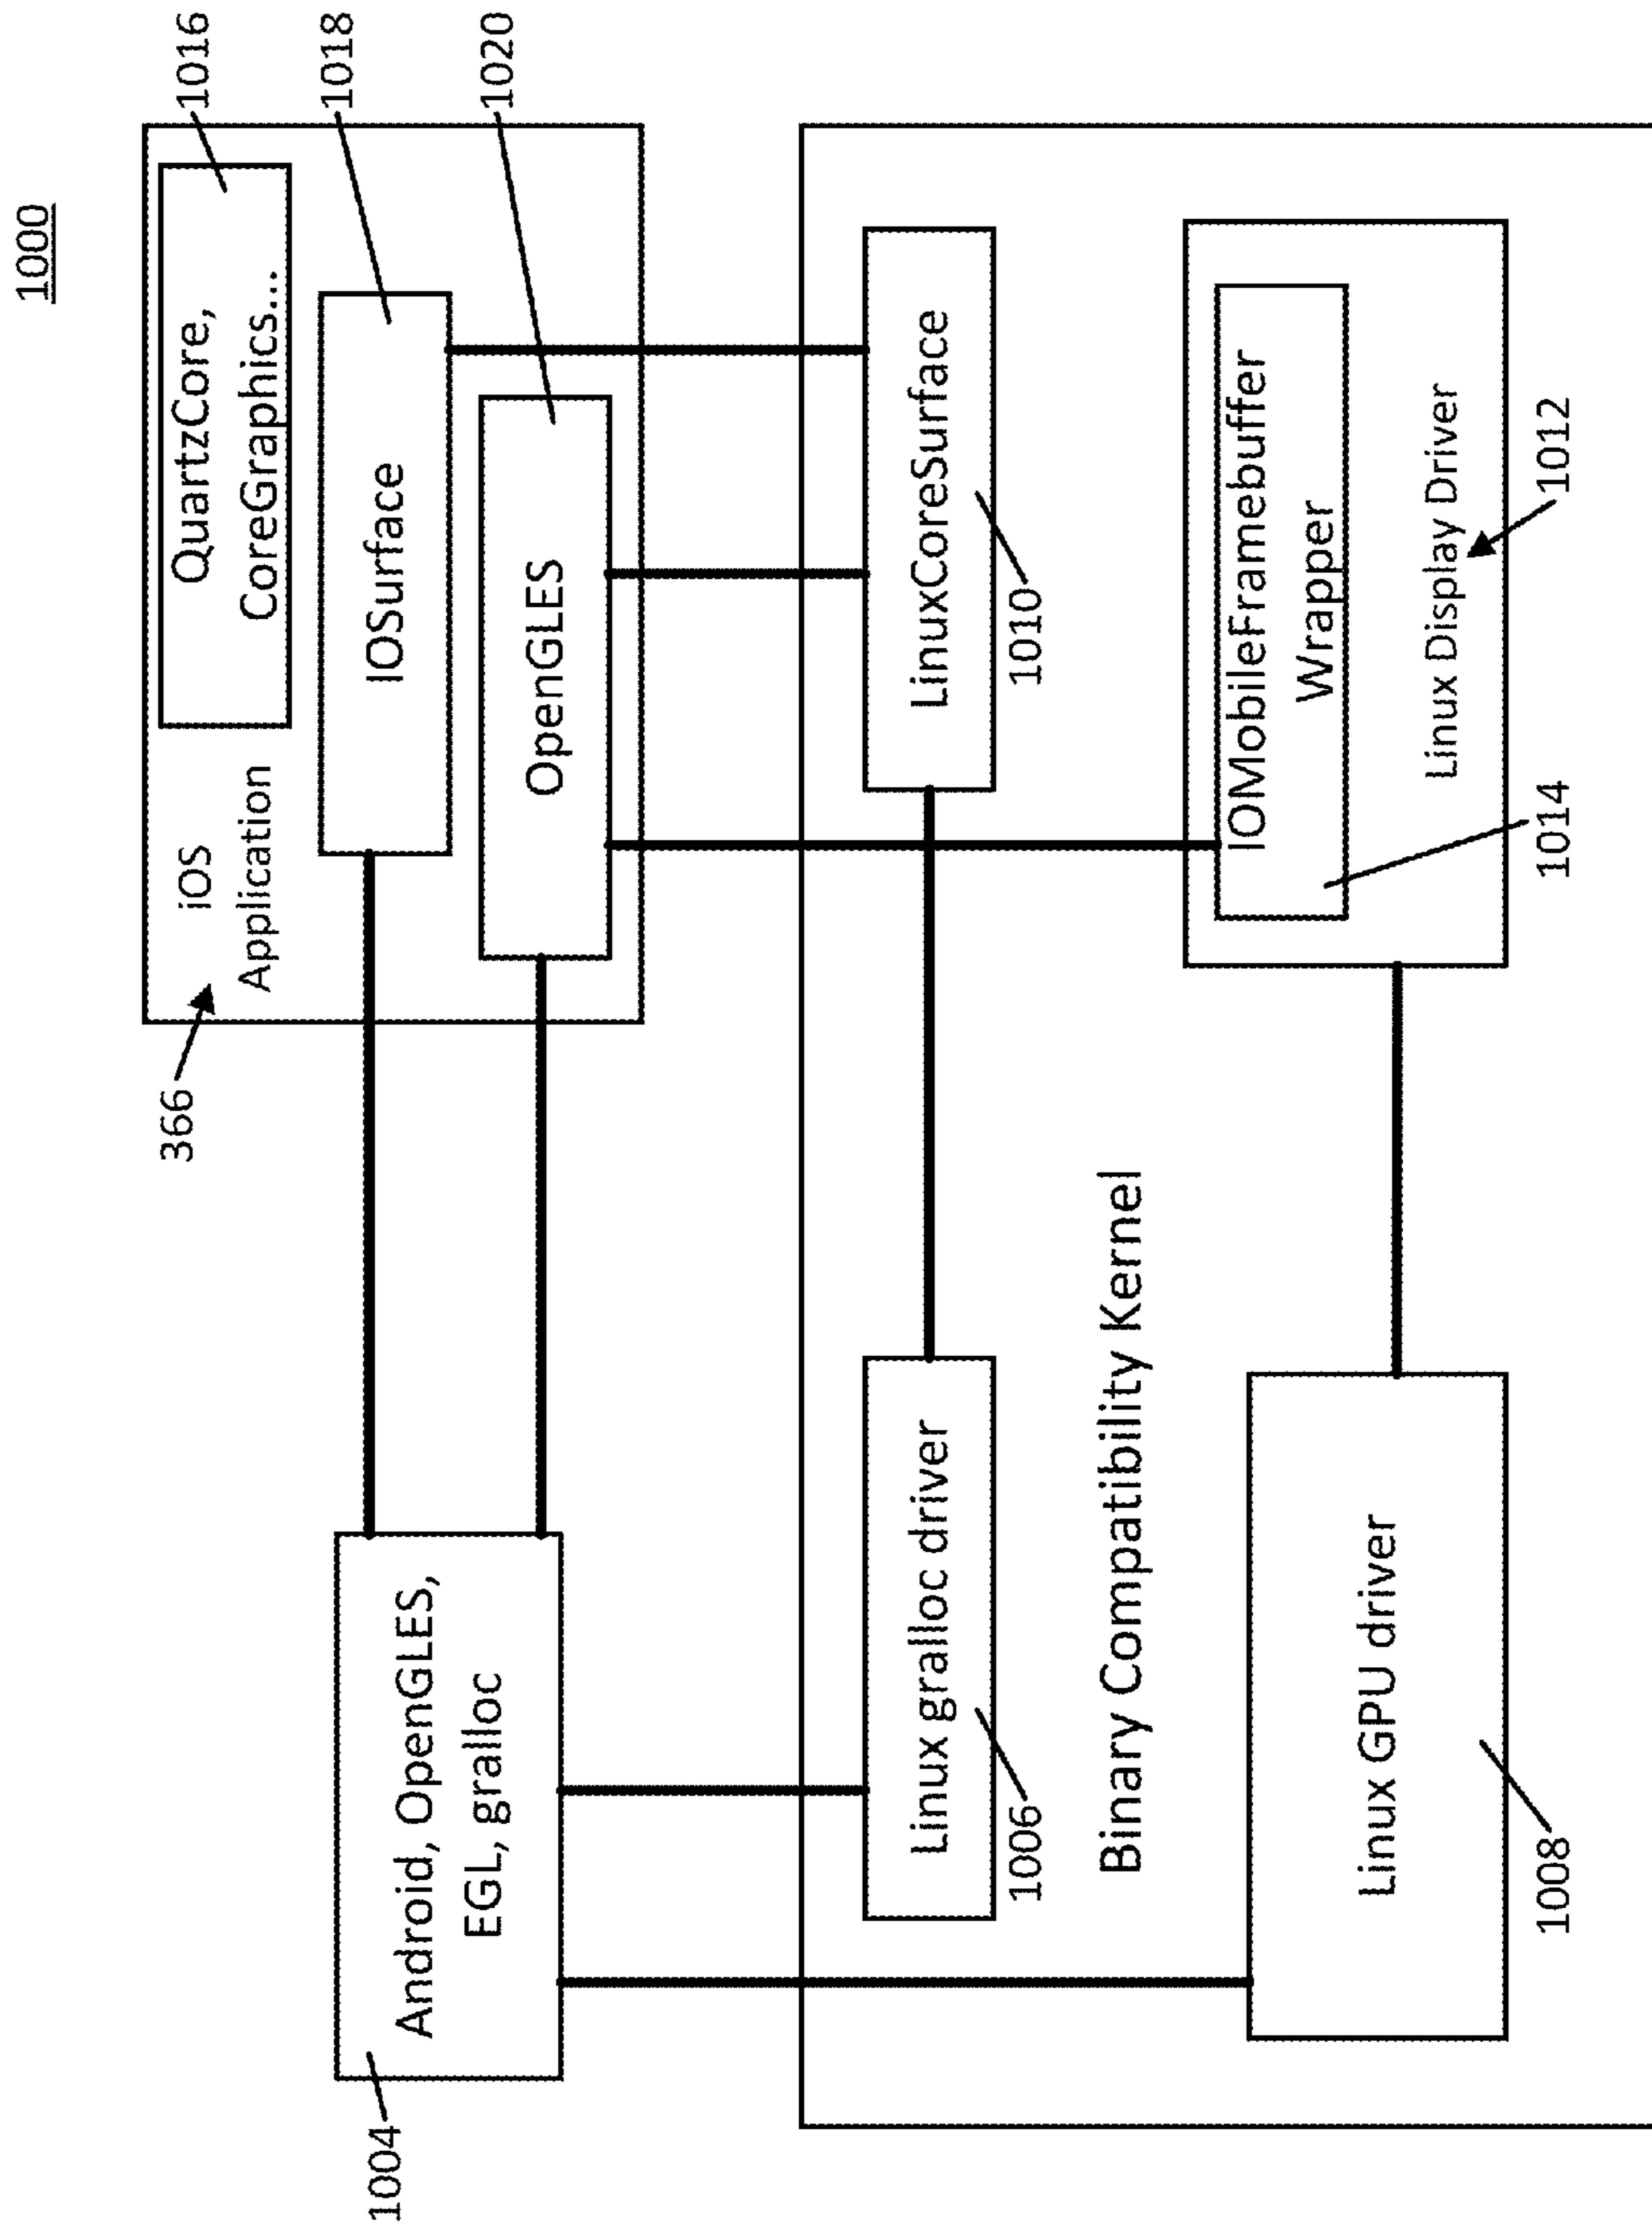 1000
366
iOS
Application
QuartzCore,
CoreGraphics...
1016
IOSurface
1018
OpenGLES
1020
1004
Android, OpenGLES,
EGL, gralloc
Linux gralloc driver
1006
LinuxCoreSurface
1010
Binary Compatibility Kernel
Linux GPU driver
1008
IOMobileFramebuffer
Wrapper
Linux Display Driver
1014
1012